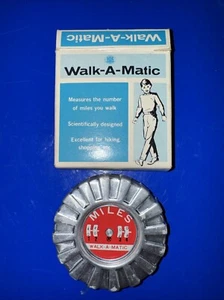 Walk-A-Matic
Walk-A-Matic
Measures the number
of miles you walk
Scientifically designed
Excellent for hiking
MILES
WALK-A-MATIC